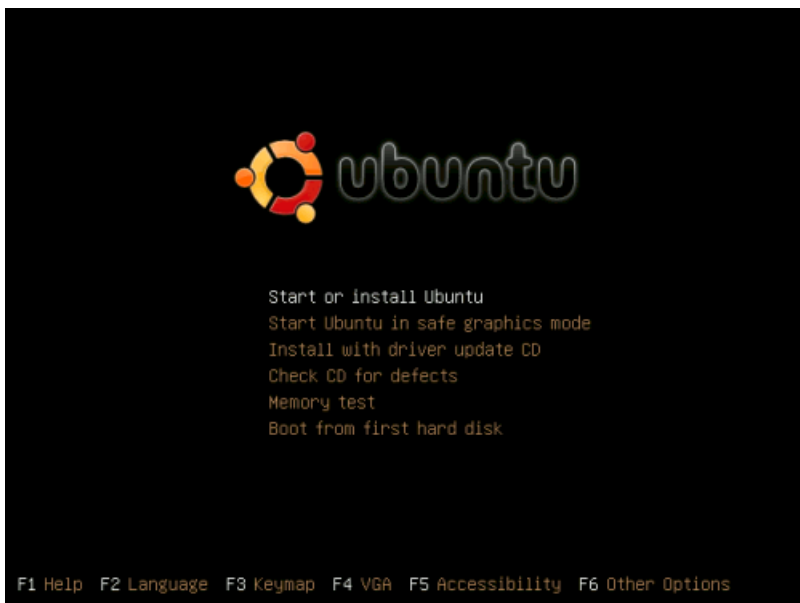 ubuntu
Start or install Ubuntu
Start Ubuntu in safe graphics mode
Install with driver update CD
Check CD for defects
Memory test
Boot from first hard disk
F1 Help F2 Language F3 Keymap F4 VGA F5 Accessibility F6 Other Options